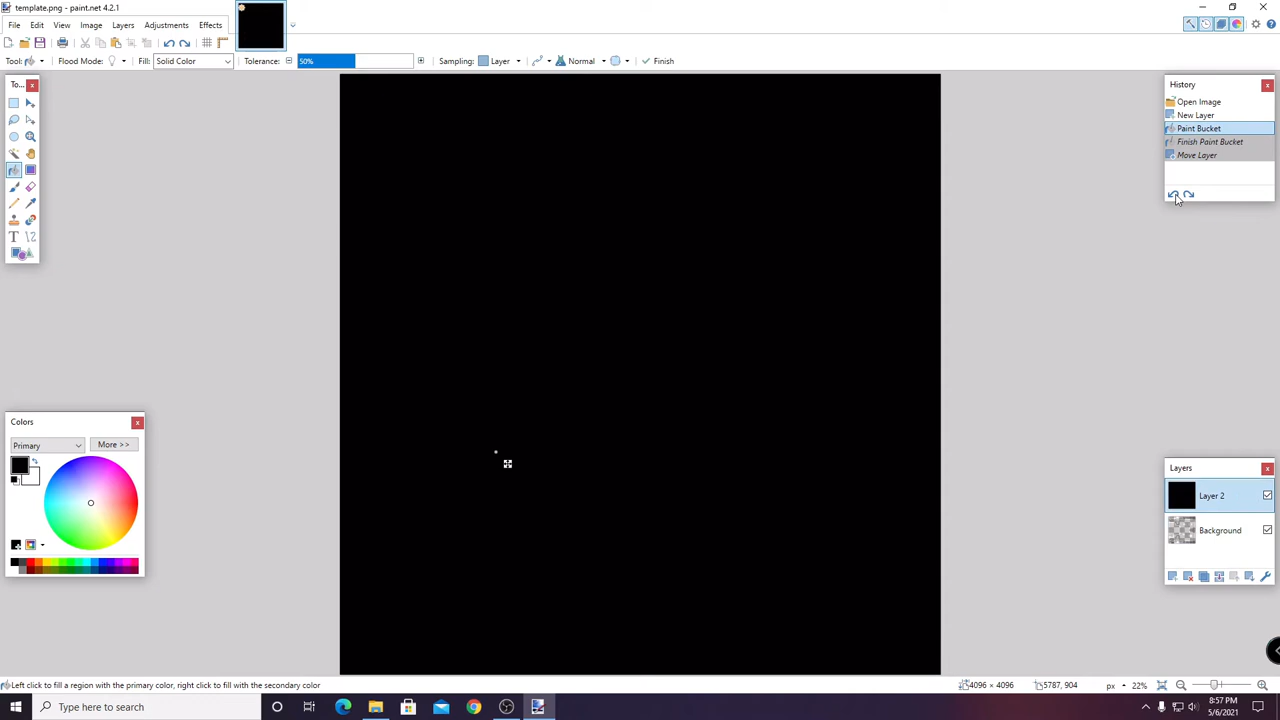 template.png - paint.net 4.2.1
File Edit View Image Layers Adjustments Effects
Tool: Flood Mode: Fill: Solid Color Tolerance: 50% Sampling: Layer Normal Finish
To...
History
Open Image
New Layer
Paint Bucket
Finish Paint Bucket
Move Layer
Colors
Primary More >>
Layers
Layer 2
Background
Left click to fill a region with the primary color, right click to fill with the secondary color
4096 × 4096 5787, 904 px 22%
Type here to search
8:57 PM
5/6/2021